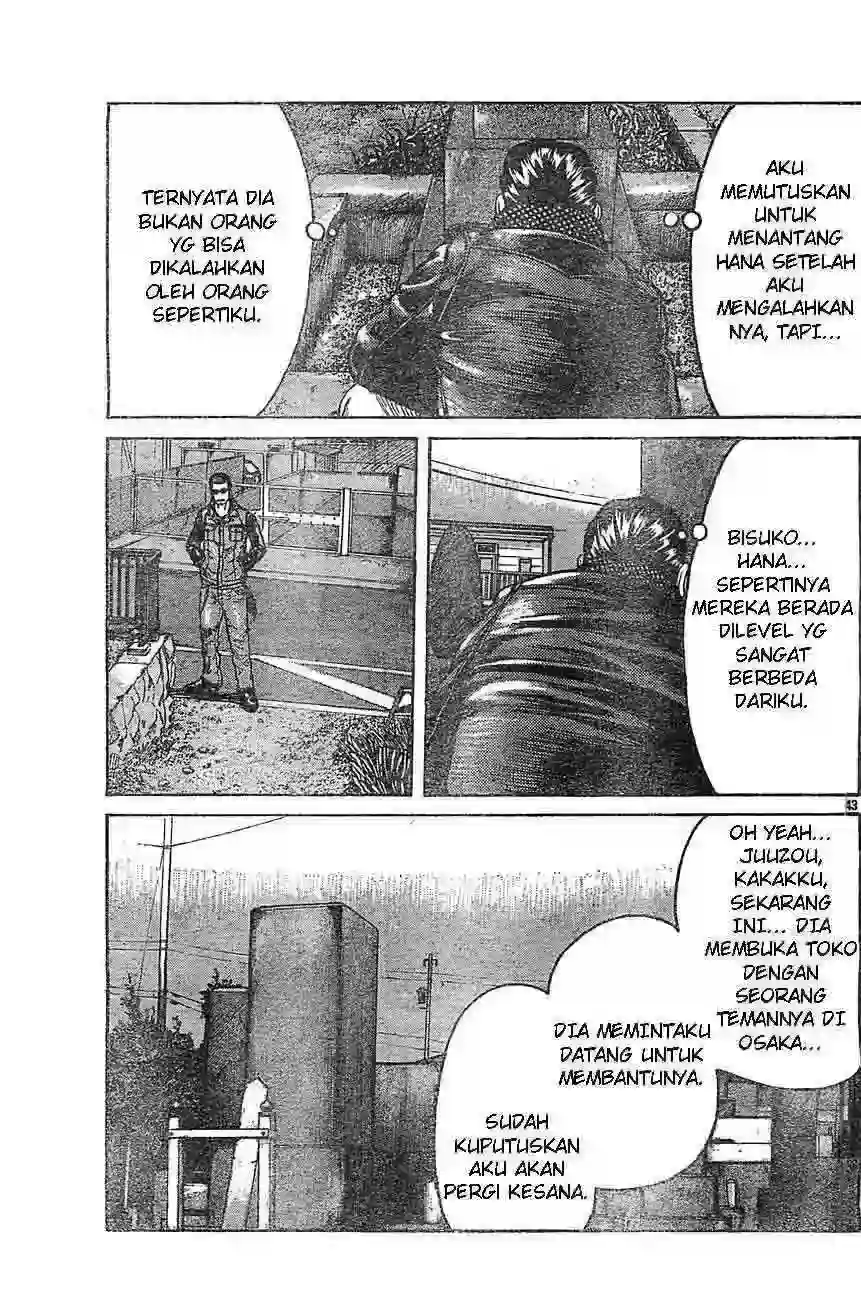 AKU
MEMUTUSKAN
UNTUK
MENANTANG
HANA SETELAH
AKU
MENGALAHKAN
NYA, TAPI...
TERNYATA DIA
BUKAN ORANG
YG BISA
DIKALAHKAN
OLEH ORANG
SEPERTIKU.
BISUKO...
HANA...
SEPERTINYA
MEREKA BERADA
DILEVEL YG
SANGAT
BERBEDA
DARIKU.
43
OH YEAH...
JUUZOU,
KAKAKKU,
SEKARANG
INI... DIA
MEMBUKA TOKO
DENGAN
SEORANG
TEMANNYA DI
OSAKA...
DIA MEMINTAKU
DATANG UNTUK
MEMBANTUNYA.
SUDAH
KUPUTUSKAN
AKU AKAN
PERGI KESANA.